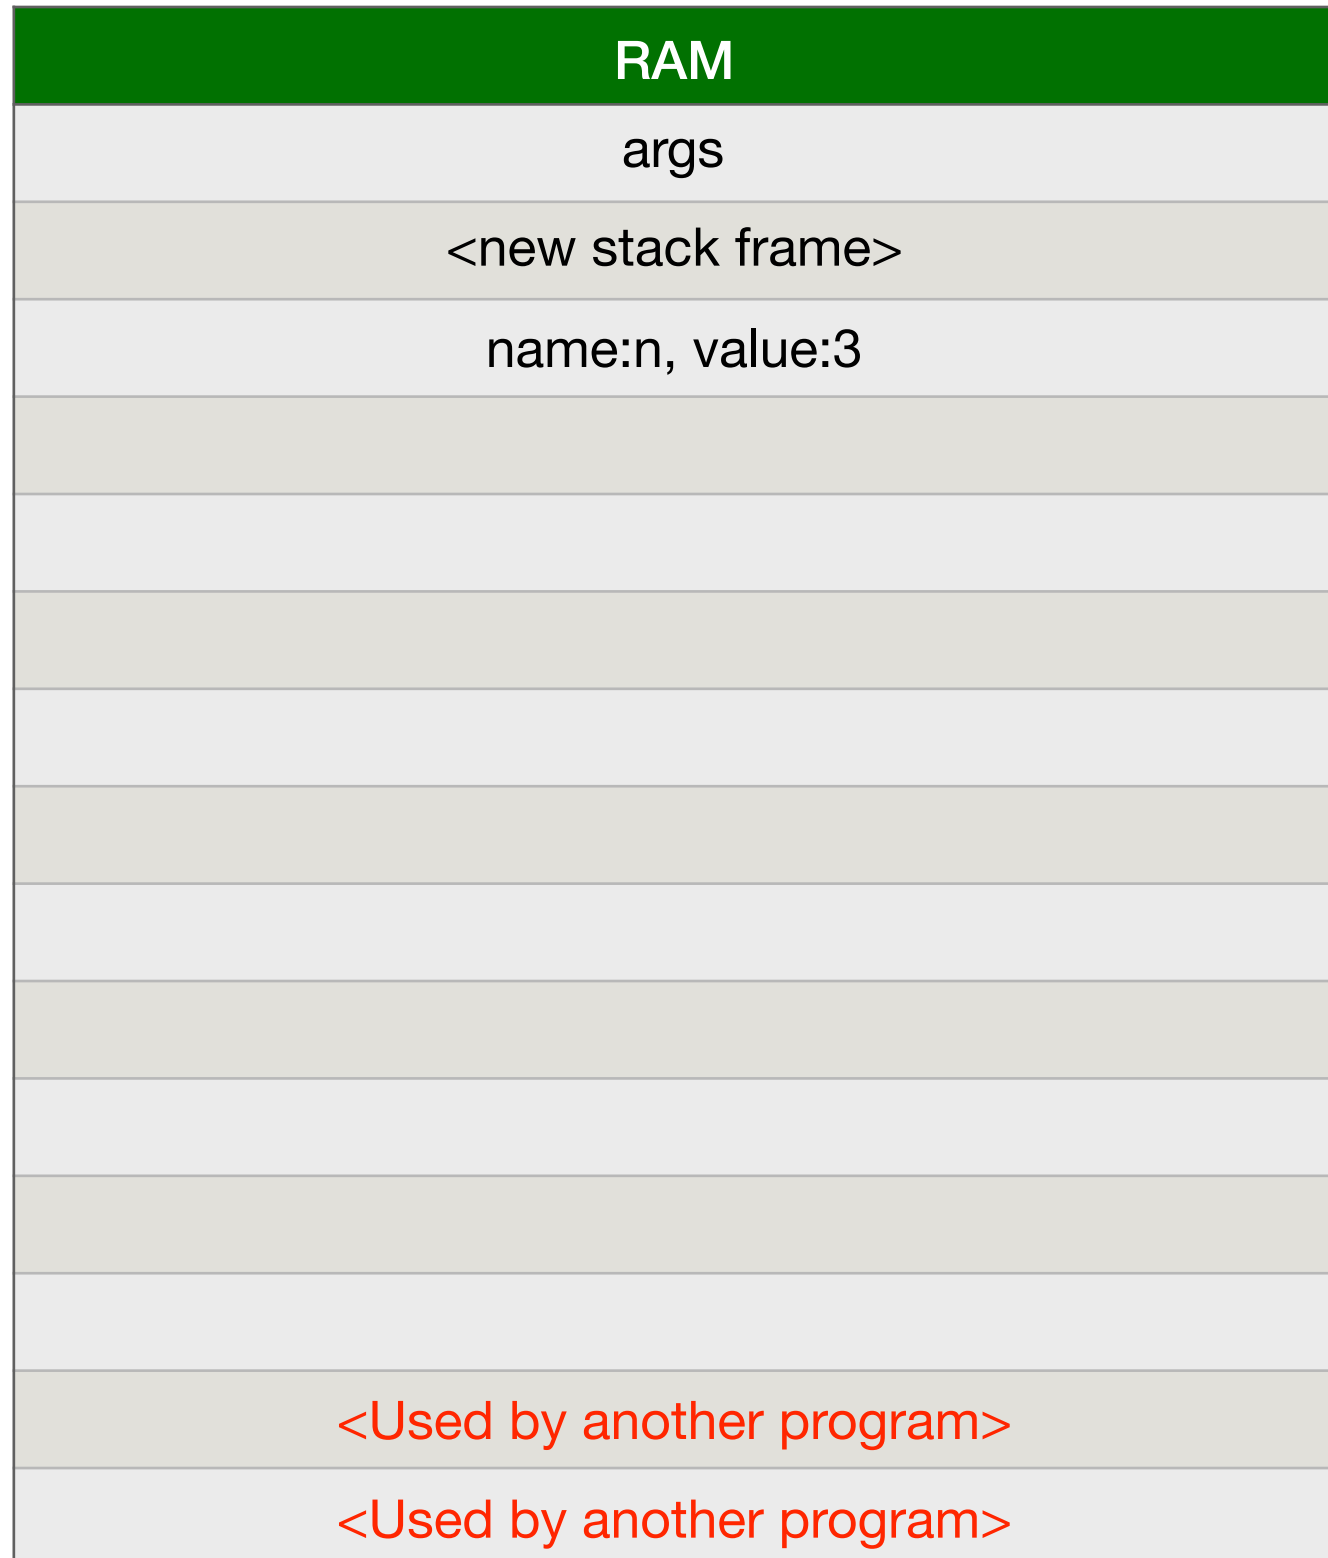 RAM
args
<new stack frame>
name:n, value:3
<Used by another program>
<Used by another program>